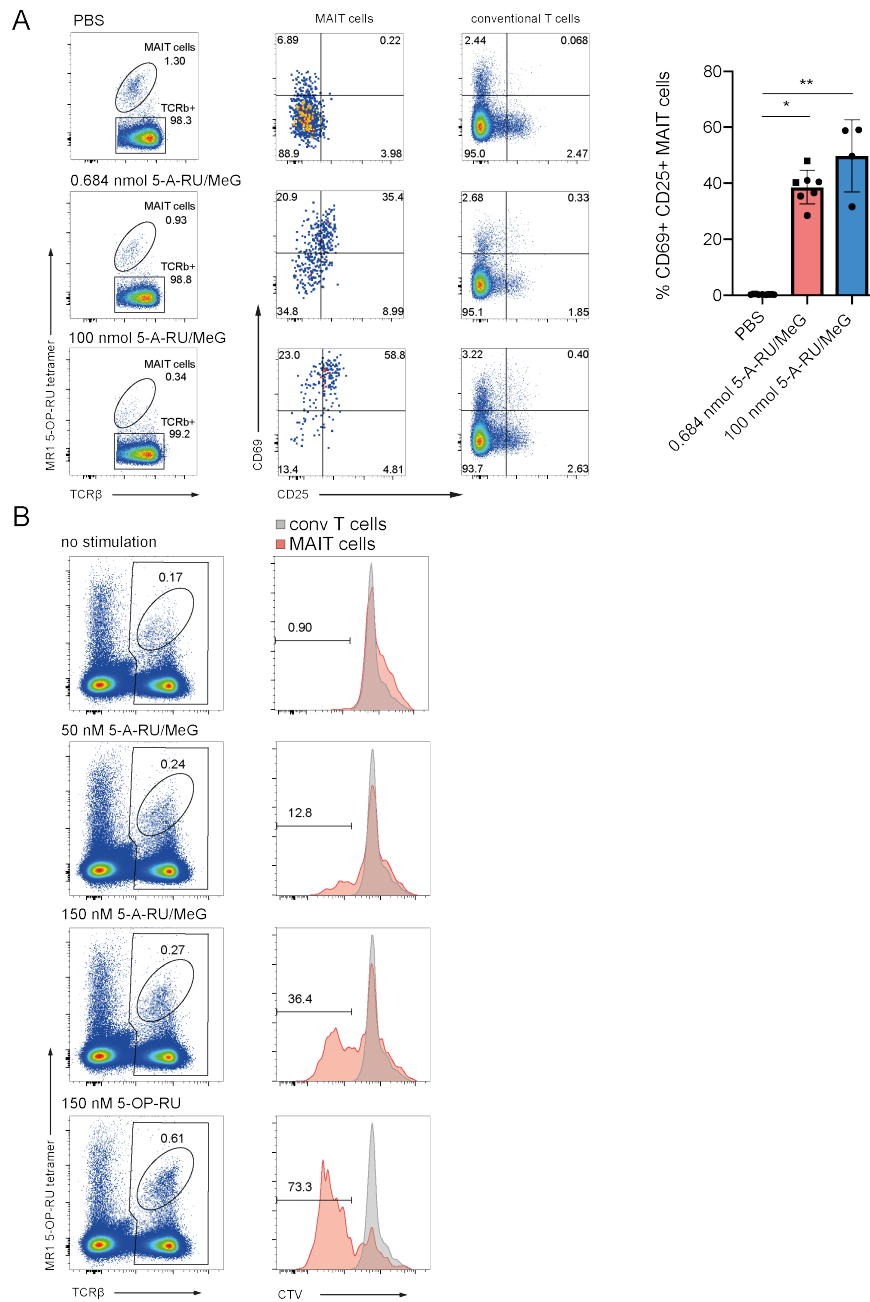 A
PBS
MAIT cells
conventional T cells
MAIT cells
1.30
TCRb+
98.3
6.89
0.22
88.9
3.98
2.44
0.068
95.0
2.47
0.684 nmol 5-A-RU/MeG
MAIT cells
0.93
TCRb+
98.8
20.9
35.4
34.8
8.99
2.68
0.33
95.1
1.85
100 nmol 5-A-RU/MeG
MAIT cells
0.34
TCRb+
99.2
23.0
58.8
13.4
4.81
3.22
0.40
93.7
2.63
MR1 5-OP-RU tetramer
TCRβ
CD69
CD25
% CD69+ CD25+ MAIT cells
80
60
40
20
0
**
*
PBS
0.684 nmol 5-A-RU/MeG
100 nmol 5-A-RU/MeG
B
conv T cells
MAIT cells
no stimulation
0.17
0.90
50 nM 5-A-RU/MeG
0.24
12.8
150 nM 5-A-RU/MeG
0.27
36.4
150 nM 5-OP-RU
0.61
73.3
MR1 5-OP-RU tetramer
TCRβ
CTV